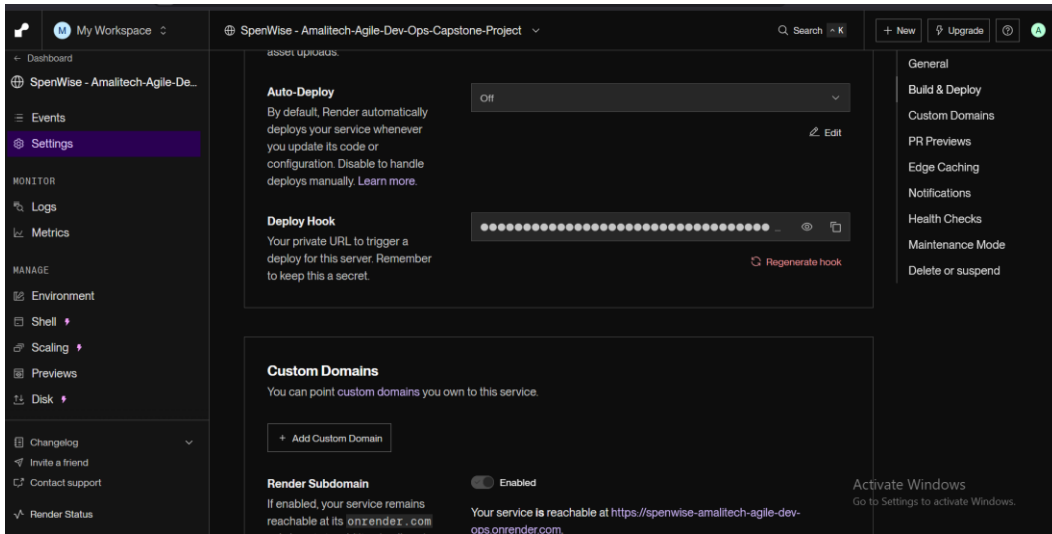 M My Workspace
SpenWise - Amalitech-Agile-Dev-Ops-Capstone-Project
Search ^ K
+ New
Upgrade
A
← Dashboard
SpenWise - Amalitech-Agile-De...
Events
Settings
MONITOR
Logs
Metrics
MANAGE
Environment
Shell
Scaling
Previews
Disk
Changelog
Invite a friend
Contact support
Render Status
asset uploads.
Auto-Deploy
By default, Render automatically
deploys your service whenever
you update its code or
configuration. Disable to handle
deploys manually. Learn more.
Off
Edit
Deploy Hook
Your private URL to trigger a
deploy for this server. Remember
to keep this a secret.
Regenerate hook
Custom Domains
You can point custom domains you own to this service.
+ Add Custom Domain
Render Subdomain
If enabled, your service remains
reachable at its onrender.com
Enabled
Your service is reachable at https://spenwise-amalitech-agile-dev-
ops.onrender.com.
General
Build & Deploy
Custom Domains
PR Previews
Edge Caching
Notifications
Health Checks
Maintenance Mode
Delete or suspend
Activate Windows
Go to Settings to activate Windows.